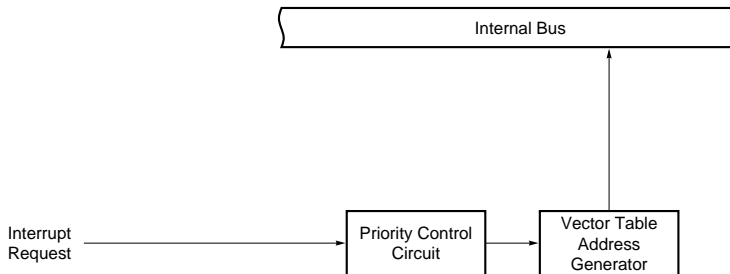 Internal Bus
Interrupt
Request
Priority Control
Circuit
Vector Table
Address
Generator